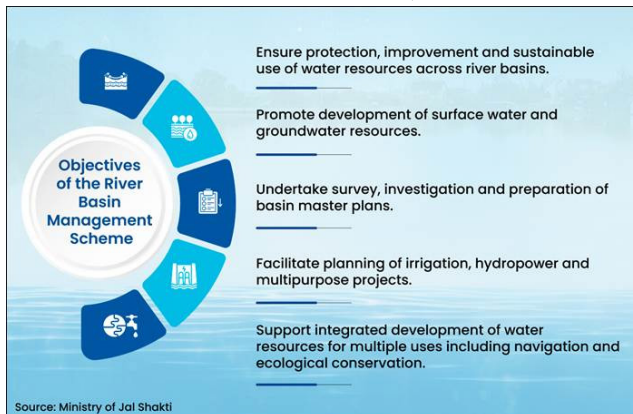 Objectives
of the River
Basin
Management
Scheme
Ensure protection, improvement and sustainable
use of water resources across river basins.
Promote development of surface water and
groundwater resources.
Undertake survey, investigation and preparation of
basin master plans.
Facilitate planning of irrigation, hydropower and
multipurpose projects.
Support integrated development of water
resources for multiple uses including navigation and
ecological conservation.
Source: Ministry of Jal Shakti